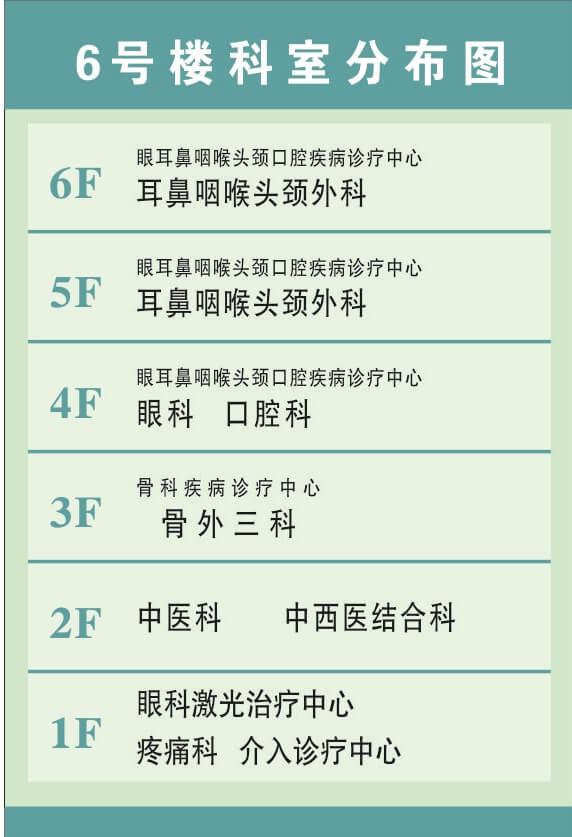 6号楼科室分布图
6F
眼耳鼻咽喉头颈口腔疾病诊疗中心
耳鼻咽喉头颈外科
5F
眼耳鼻咽喉头颈口腔疾病诊疗中心
耳鼻咽喉头颈外科
4F
眼耳鼻咽喉头颈口腔疾病诊疗中心
眼科 口腔科
3F
骨科疾病诊疗中心
骨外三科
2F
中医科 中西医结合科
1F
眼科激光治疗中心
疼痛科 介入诊疗中心